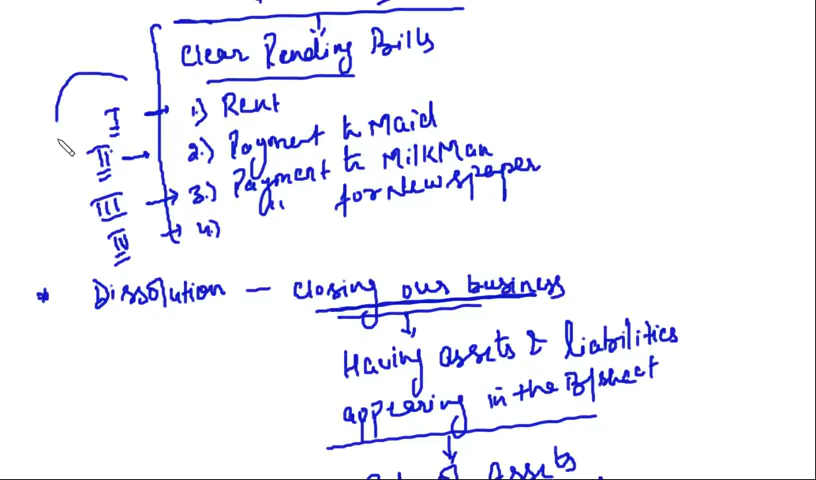 Clear Pending Bills
I → 1.) Rent
II → 2.) Payment to Maid
III → 3.) Payment to MilkMan
IV → 4.) " for Newspaper
* Dissolution — closing our business
Having assets & liabilities
appearing in the B/sheet
Assets